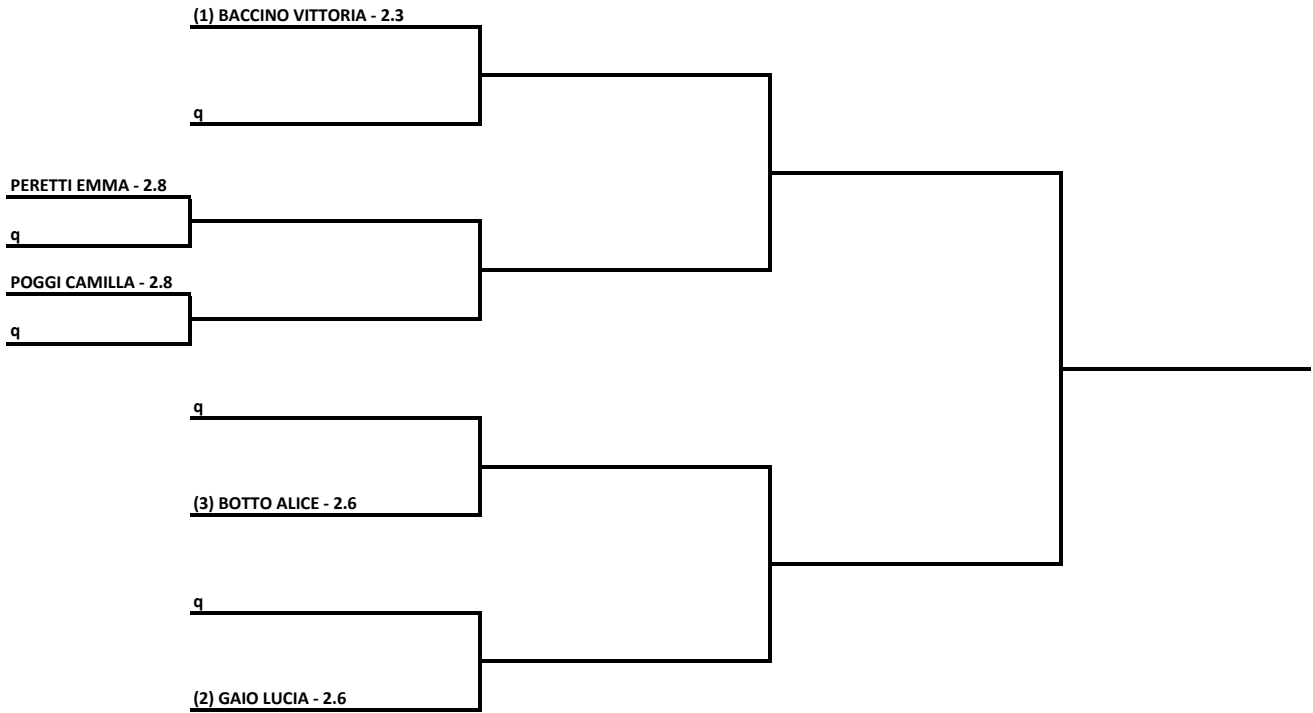 (1) BACCINO VITTORIA - 2.3
q
PERETTI EMMA - 2.8
q
POGGI CAMILLA - 2.8
q
q
(3) BOTTO ALICE - 2.6
q
(2) GAIO LUCIA - 2.6